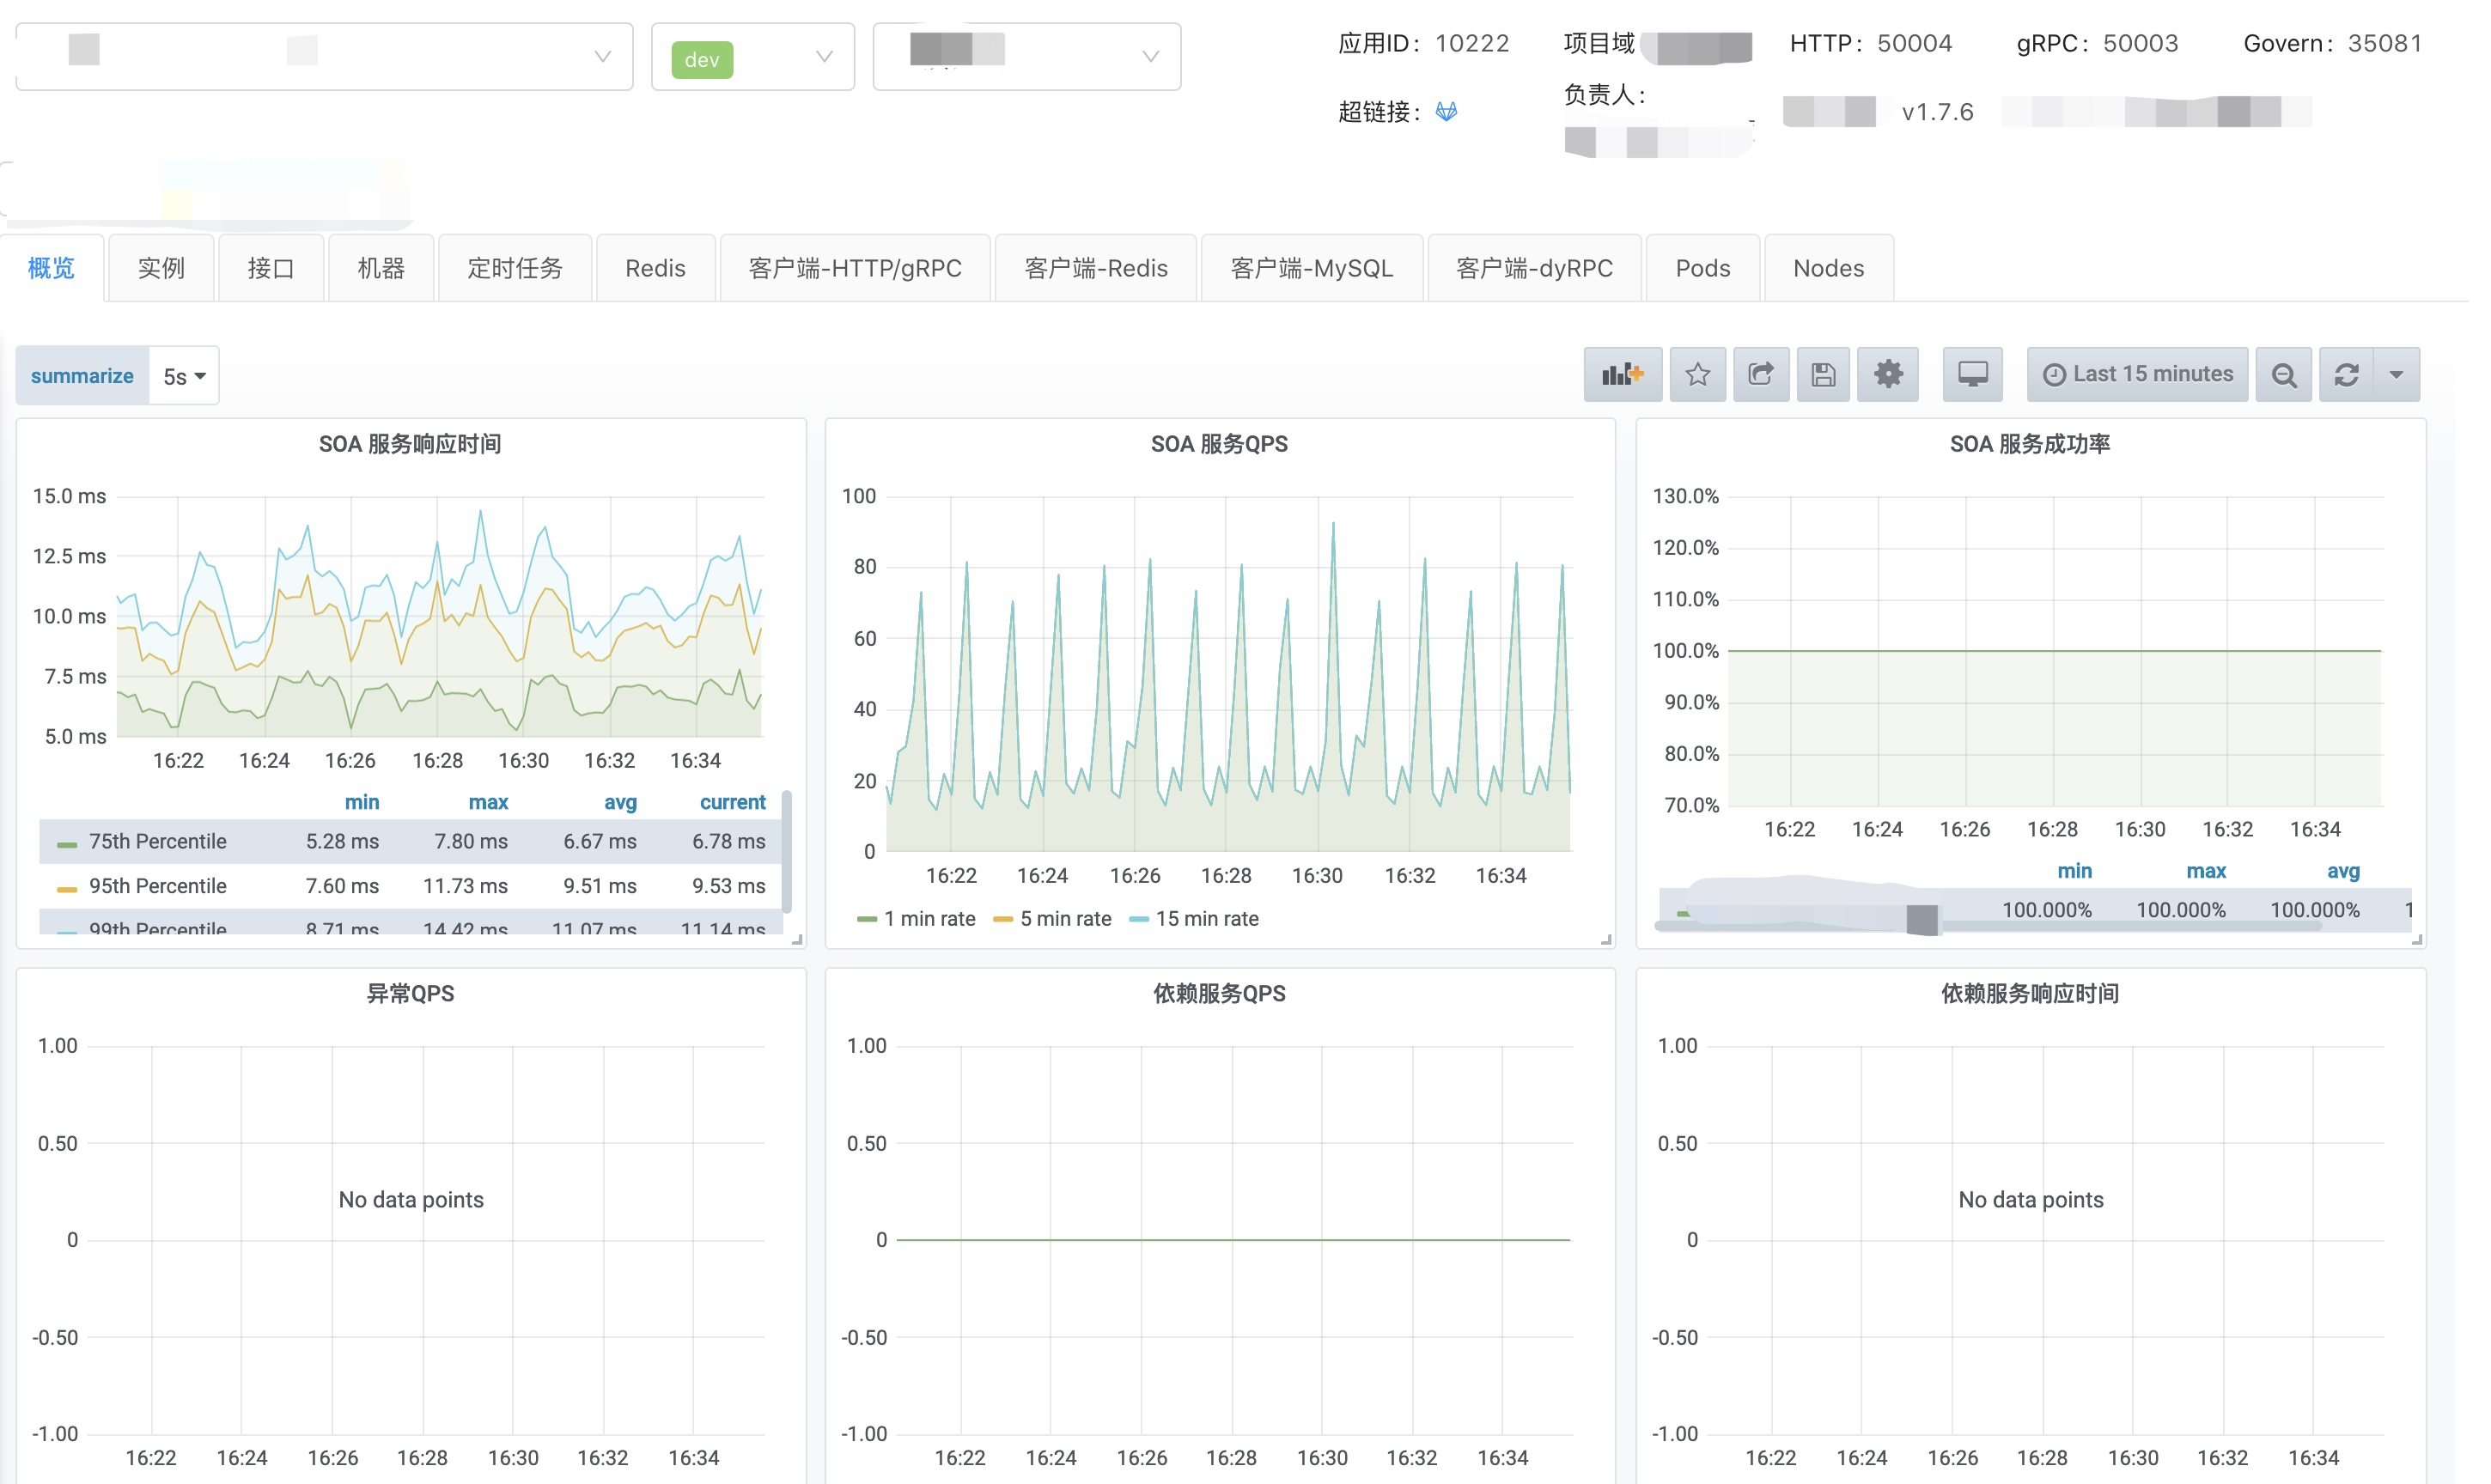 dev
应用ID： 10222 项目域 HTTP： 50004 gRPC： 50003 Govern： 35081
超链接： 负责人： v1.7.6
概览 实例 接口 机器 定时任务 Redis 客户端-HTTP/gRPC 客户端-Redis 客户端-MySQL 客户端-dyRPC Pods Nodes
summarize 5s Last 15 minutes
SOA 服务响应时间
15.0 ms
12.5 ms
10.0 ms
7.5 ms
5.0 ms
16:22 16:24 16:26 16:28 16:30 16:32 16:34
min max avg current
75th Percentile 5.28 ms 7.80 ms 6.67 ms 6.78 ms
95th Percentile 7.60 ms 11.73 ms 9.51 ms 9.53 ms
99th Percentile 8.71 ms 14.42 ms 11.07 ms 11.14 ms
SOA 服务QPS
100
80
60
40
20
0
16:22 16:24 16:26 16:28 16:30 16:32 16:34
1 min rate 5 min rate 15 min rate
SOA 服务成功率
130.0%
120.0%
110.0%
100.0%
90.0%
80.0%
70.0%
16:22 16:24 16:26 16:28 16:30 16:32 16:34
min max avg
100.000% 100.000% 100.000% 1
异常QPS
1.00
0.50
No data points
0
-0.50
-1.00
16:22 16:24 16:26 16:28 16:30 16:32 16:34
依赖服务QPS
1.00
0.50
0
-0.50
-1.00
16:22 16:24 16:26 16:28 16:30 16:32 16:34
依赖服务响应时间
1.00
0.50
No data points
0
-0.50
-1.00
16:22 16:24 16:26 16:28 16:30 16:32 16:34